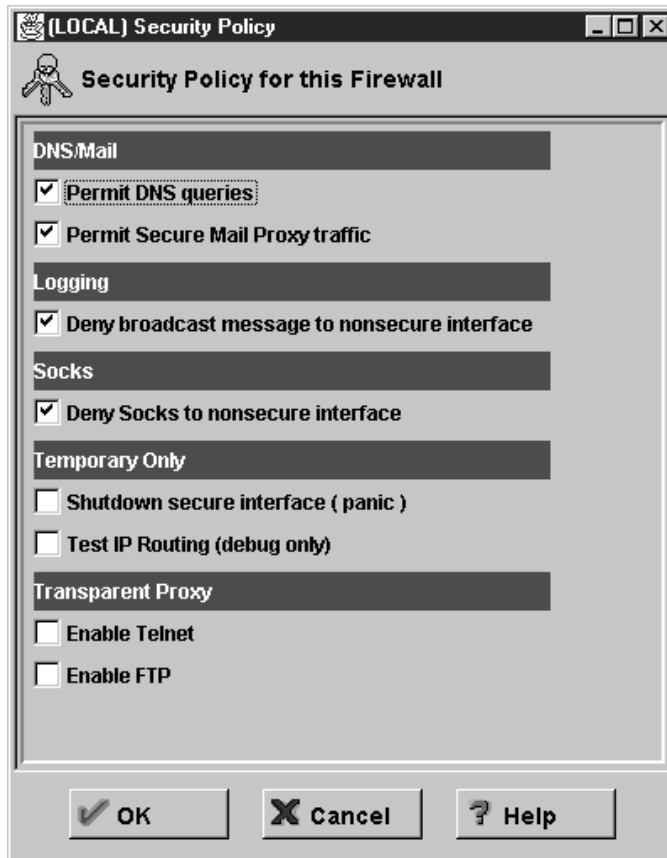 (LOCAL) Security Policy
Security Policy for this Firewall
DNS/Mail
Permit DNS queries
Permit Secure Mail Proxy traffic
Logging
Deny broadcast message to nonsecure interface
Socks
Deny Socks to nonsecure interface
Temporary Only
Shutdown secure interface ( panic )
Test IP Routing (debug only)
Transparent Proxy
Enable Telnet
Enable FTP
OK Cancel Help